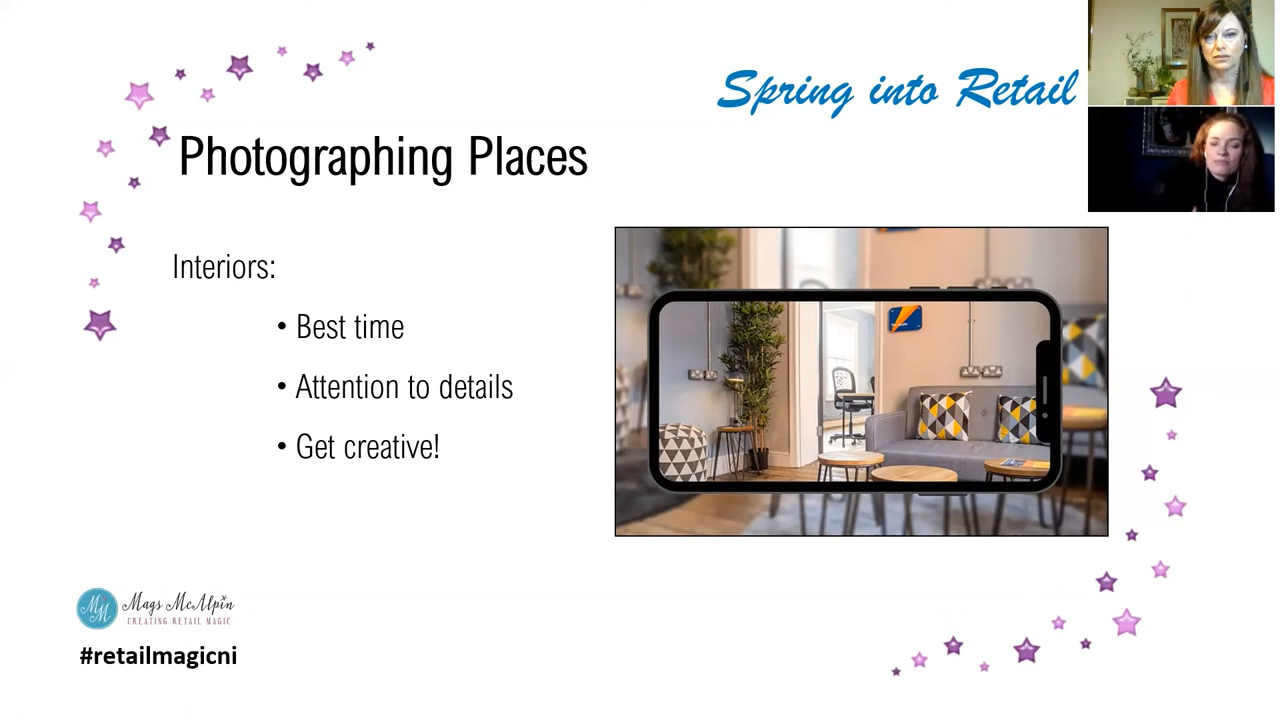 Spring into Retail
Photographing Places
Interiors:
• Best time
• Attention to details
• Get creative!
MM
Mags McAlpin
CREATING RETAIL MAGIC
#retailmagicni